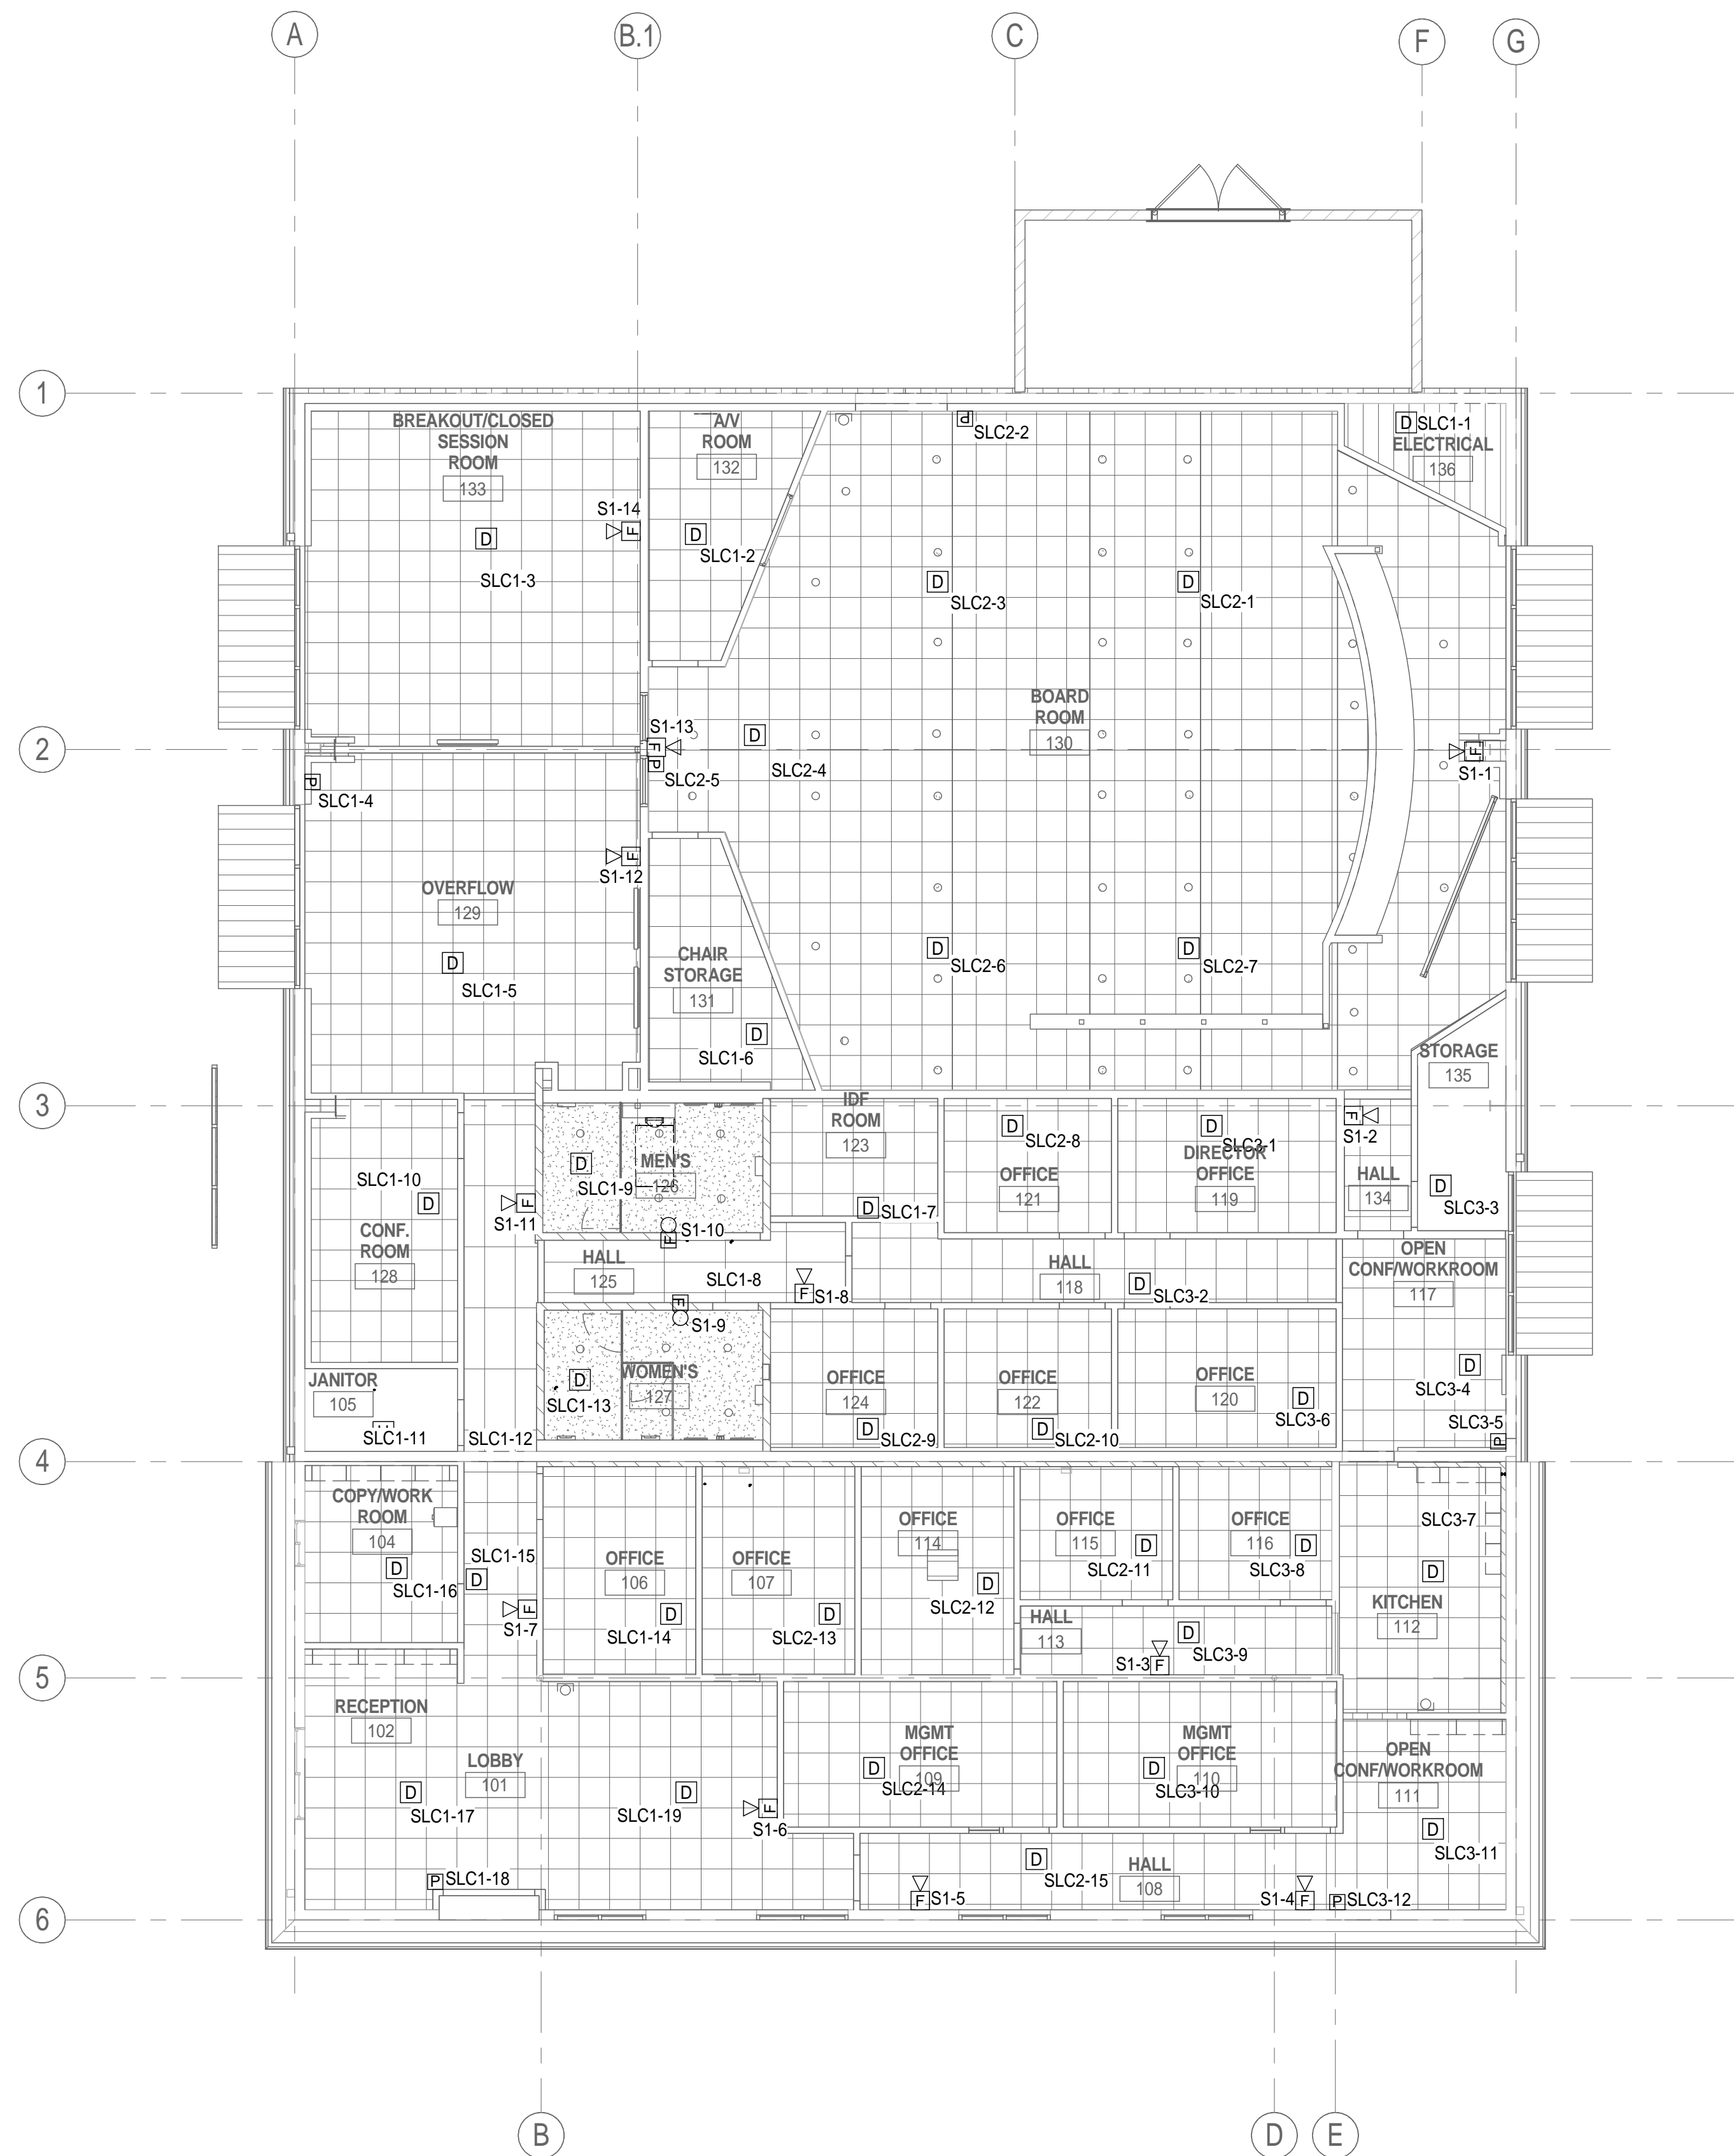 A
B.1
C
F
G
1
BREAKOUT/CLOSED
SESSION
ROOM
133
A/V
ROOM
132
P
SLC2-2
D
SLC1-1
ELECTRICAL
136
S1-14
F
D
SLC1-3
D
SLC1-2
D
SLC2-3
D
SLC2-1
BOARD
ROOM
130
2
S1-13
F
P
SLC2-5
D
SLC2-4
F
S1-1
P
SLC1-4
F
S1-12
OVERFLOW
129
D
SLC1-5
CHAIR
STORAGE
131
D
SLC1-6
D
SLC2-6
D
SLC2-7
STORAGE
135
3
IDF
ROOM
123
D
SLC1-7
D
SLC2-8
OFFICE
121
D
SLC3-1
DIRECTOR
OFFICE
119
F
S1-2
HALL
134
D
SLC3-3
SLC1-10
D
CONF.
ROOM
128
F
S1-11
D
SLC1-9
MEN'S
126
S1-10
F
HALL
125
SLC1-8
F
S1-8
HALL
118
D
SLC3-2
OPEN
CONF/WORKROOM
117
F
S1-9
JANITOR
105
SLC1-11
SLC1-12
D
SLC1-13
WOMEN'S
127
OFFICE
124
D
SLC2-9
OFFICE
122
D
SLC2-10
OFFICE
120
D
SLC3-6
D
SLC3-4
SLC3-5
P
4
COPY/WORK
ROOM
104
D
SLC1-16
SLC1-15
D
F
S1-7
OFFICE
106
D
SLC1-14
OFFICE
107
D
SLC2-13
OFFICE
114
D
SLC2-12
OFFICE
115
D
SLC2-11
OFFICE
116
D
SLC3-8
SLC3-7
D
KITCHEN
112
HALL
113
S1-3
F
D
SLC3-9
5
RECEPTION
102
LOBBY
101
D
SLC1-17
D
SLC1-19
F
S1-6
MGMT
OFFICE
109
D
SLC2-14
MGMT
OFFICE
110
D
SLC3-10
OPEN
CONF/WORKROOM
111
D
SLC3-11
P
SLC1-18
F
S1-5
D
SLC2-15
HALL
108
S1-4
F
P
SLC3-12
6
B
D
E